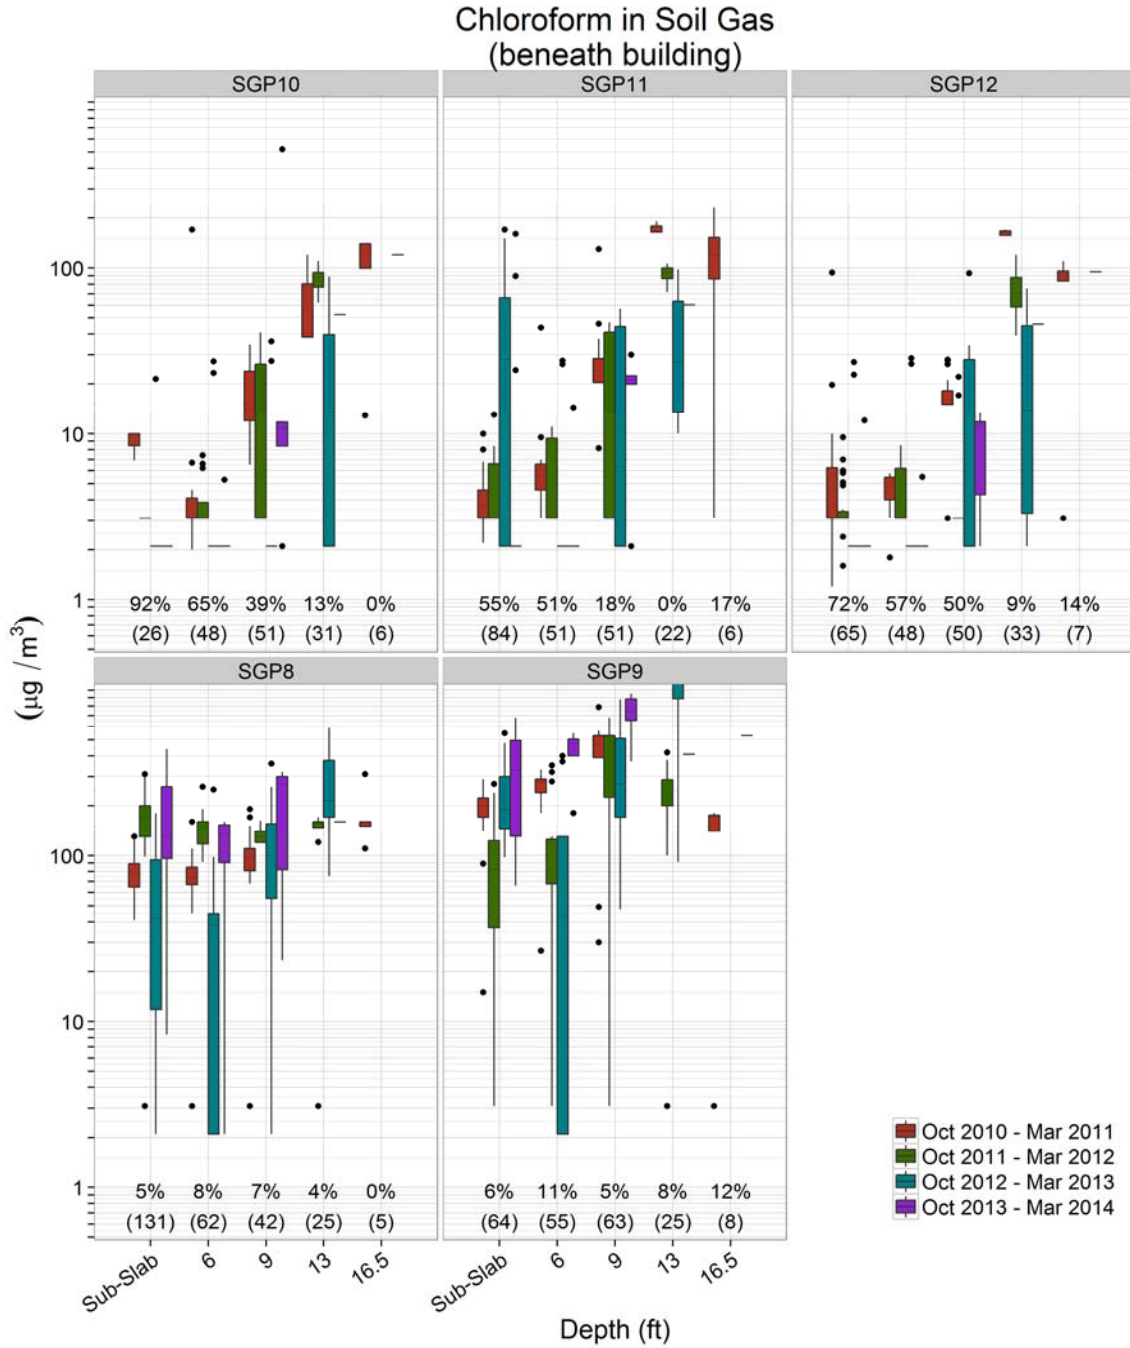 Chloroform in Soil Gas
(beneath building)
SGP10 SGP11 SGP12
100
10
1
92% 65% 39% 13% 0% 55% 51% 18% 0% 17% 72% 57% 50% 9% 14%
(26) (48) (51) (31) (6) (84) (51) (51) (22) (6) (65) (48) (50) (33) (7)
SGP8 SGP9
(μg /m³)
100
10
1
5% 8% 7% 4% 0% 6% 11% 5% 8% 12%
(131) (62) (42) (25) (5) (64) (55) (63) (25) (8)
Sub-Slab 6 9 13 16.5 Sub-Slab 6 9 13 16.5
Depth (ft)
Oct 2010 - Mar 2011
Oct 2011 - Mar 2012
Oct 2012 - Mar 2013
Oct 2013 - Mar 2014